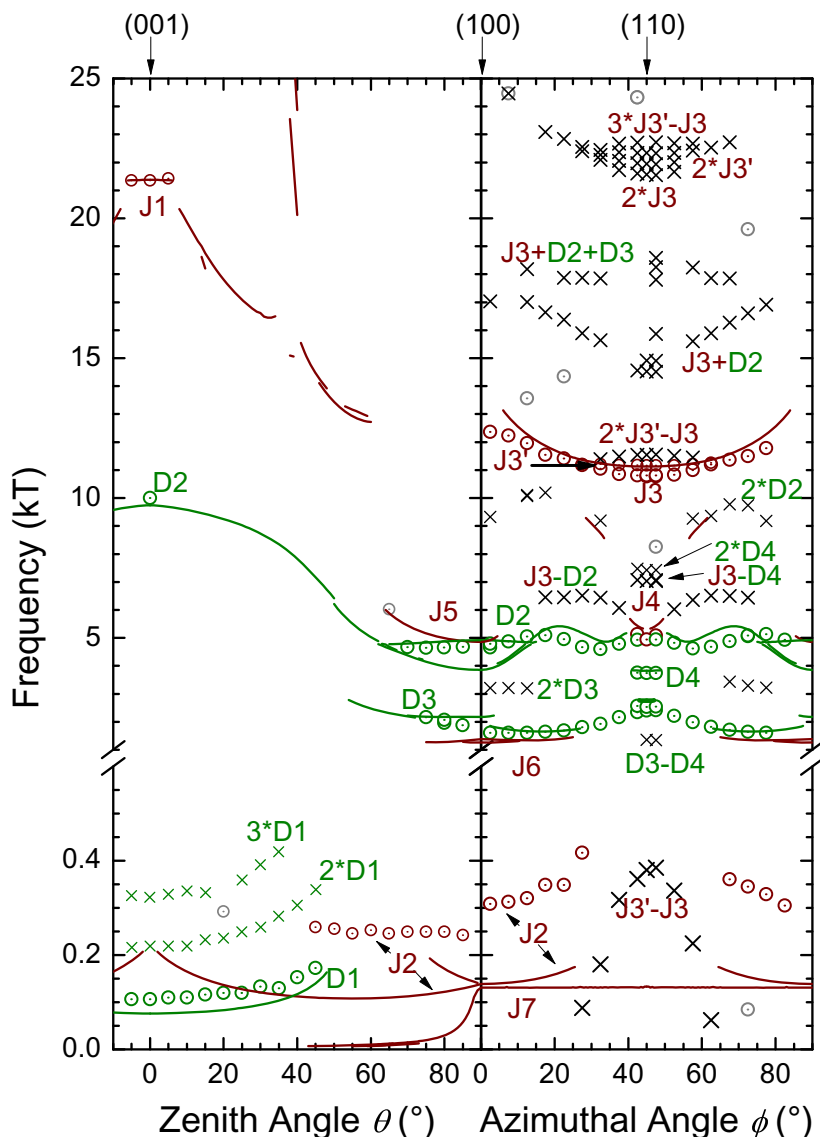 (001) (100) (110)
25
3*J3'-J3
2*J3'
2*J3
J1
20
J3+D2+D3
15
J3+D2
2*J3'-J3
J3'
J3
D2
10
2*D2
2*D4
J3-D2
J3-D4
J4
J5
D2
5
D4
D3
2*D3
J6
D3-D4
Frequency (kT)
3*D1
0.4
2*D1
J3'-J3
J2
J2
0.2
D1
J7
0.0
0 20 40 60 80 0 20 40 60 80
Zenith Angle θ (°) Azimuthal Angle ϕ (°)